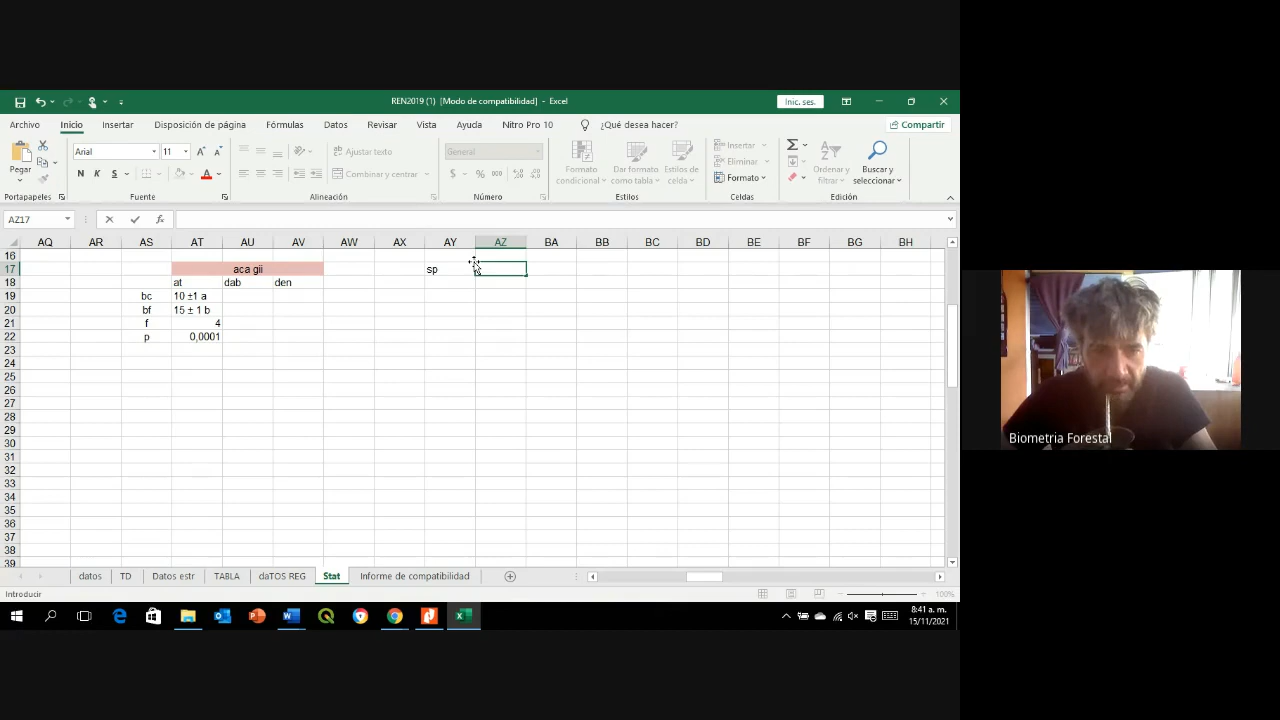 REN2019 (1) [Modo de compatibilidad] - Excel
Inic. ses.
Archivo Inicio Insertar Disposición de página Fórmulas Datos Revisar Vista Ayuda Nitro Pro 10 ¿Qué desea hacer? Compartir
Pegar
Arial 11
N K S
Ajustar texto
Combinar y centrar
General
$ % 000
Formato condicional
Dar formato como tabla
Estilos de celda
Insertar
Eliminar
Formato
Ordenar y filtrar
Buscar y seleccionar
Portapapeles Fuente Alineación Número Estilos Celdas Edición
AZ17
AQ AR AS AT AU AV AW AX AY AZ BA BB BC BD BE BF BG BH
16
17 aca gii sp
18 at dab den
19 bc 10 ±1 a
20 bf 15 ± 1 b
21 f 4
22 p 0,0001
23
24
25
26
27
28
29
30
31
32
33
34
35
36
37
38
39
datos TD Datos estr TABLA daTOS REG Stat Informe de compatibilidad
Introducir 100%
8:41 a. m.
15/11/2021
Biometria Forestal